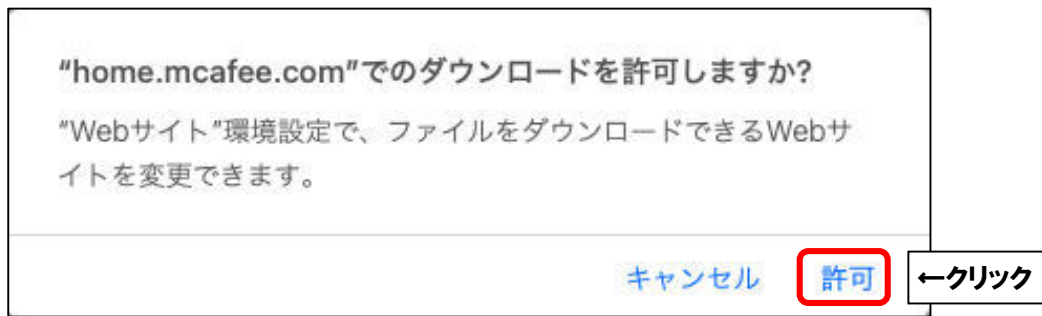 “home.mcafee.com”でのダウンロードを許可しますか?
“Webサイト”環境設定で、ファイルをダウンロードできるWebサ
イトを変更できます。
キャンセル 許可 ←クリック